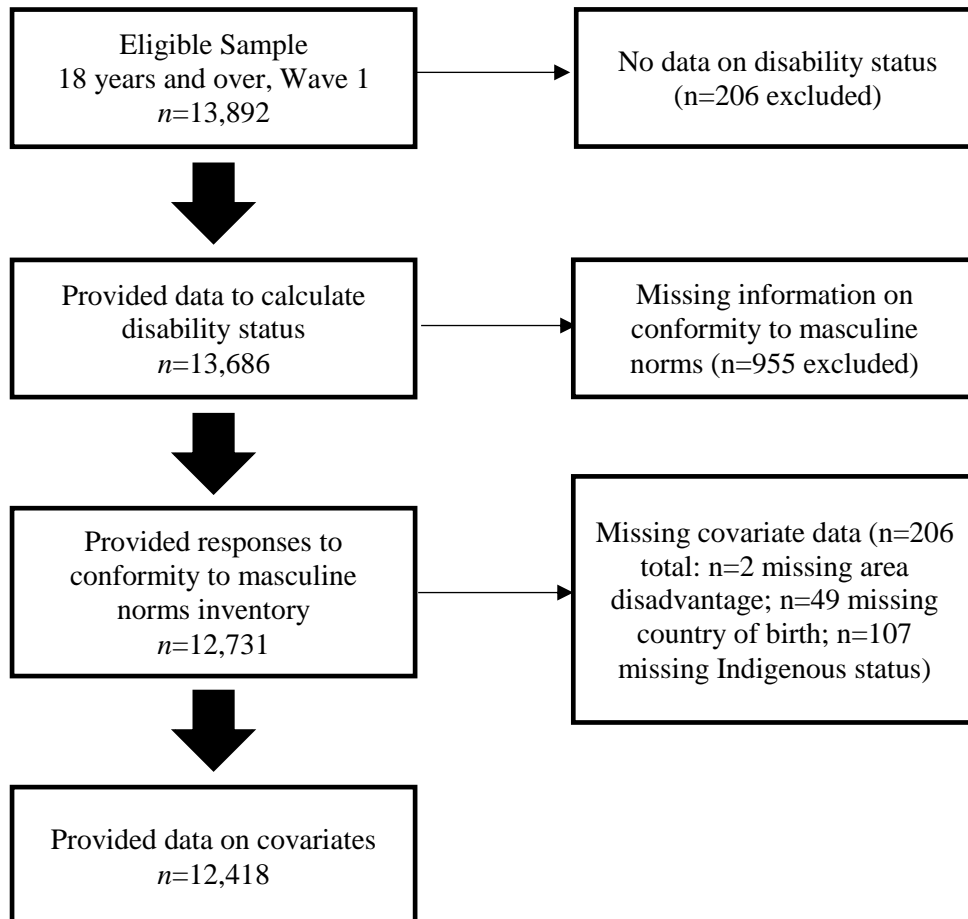 Eligible Sample
18 years and over, Wave 1
n=13,892
No data on disability status
(n=206 excluded)
Provided data to calculate
disability status
n=13,686
Missing information on
conformity to masculine
norms (n=955 excluded)
Provided responses to
conformity to masculine
norms inventory
n=12,731
Missing covariate data (n=206
total: n=2 missing area
disadvantage; n=49 missing
country of birth; n=107
missing Indigenous status)
Provided data on covariates
n=12,418